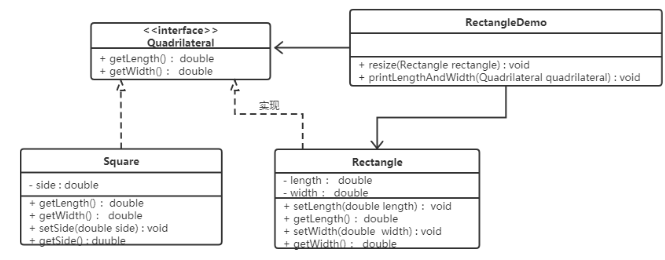 <<interface>>
Quadrilateral
+ getLength() : double
+ getWidth() : double
RectangleDemo
+ resize(Rectangle rectangle) : void
+ printLengthAndWidth(Quadrilateral quadrilateral) : void
实现
Square
- side : double
+ getLength() : double
+ getWidth() : double
+ setSide(double side) : void
+ getSide() : duuble
Rectangle
- length : double
- width : double
+ setLength(double length) : void
+ getLength() : double
+ setWidth(double width) : void
+ getWidth() : double